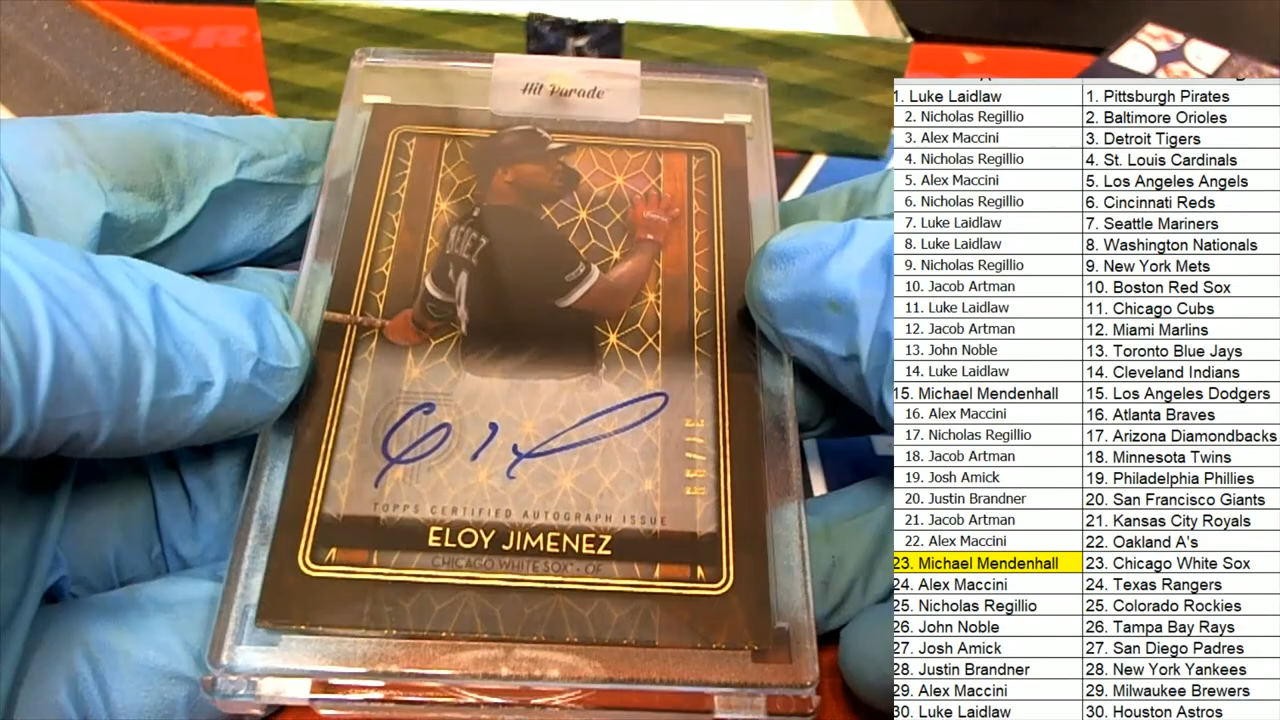 Hit Parade
TOPPS CERTIFIED AUTOGRAPH ISSUE
ELOY JIMENEZ
CHICAGO WHITE SOX • OF
1. Luke Laidlaw 1. Pittsburgh Pirates
2. Nicholas Regillio 2. Baltimore Orioles
3. Alex Maccini 3. Detroit Tigers
4. Nicholas Regillio 4. St. Louis Cardinals
5. Alex Maccini 5. Los Angeles Angels
6. Nicholas Regillio 6. Cincinnati Reds
7. Luke Laidlaw 7. Seattle Mariners
8. Luke Laidlaw 8. Washington Nationals
9. Nicholas Regillio 9. New York Mets
10. Jacob Artman 10. Boston Red Sox
11. Luke Laidlaw 11. Chicago Cubs
12. Jacob Artman 12. Miami Marlins
13. John Noble 13. Toronto Blue Jays
14. Luke Laidlaw 14. Cleveland Indians
15. Michael Mendenhall 15. Los Angeles Dodgers
16. Alex Maccini 16. Atlanta Braves
17. Nicholas Regillio 17. Arizona Diamondbacks
18. Jacob Artman 18. Minnesota Twins
19. Josh Amick 19. Philadelphia Phillies
20. Justin Brandner 20. San Francisco Giants
21. Jacob Artman 21. Kansas City Royals
22. Alex Maccini 22. Oakland A's
23. Michael Mendenhall 23. Chicago White Sox
24. Alex Maccini 24. Texas Rangers
25. Nicholas Regillio 25. Colorado Rockies
26. John Noble 26. Tampa Bay Rays
27. Josh Amick 27. San Diego Padres
28. Justin Brandner 28. New York Yankees
29. Alex Maccini 29. Milwaukee Brewers
30. Luke Laidlaw 30. Houston Astros